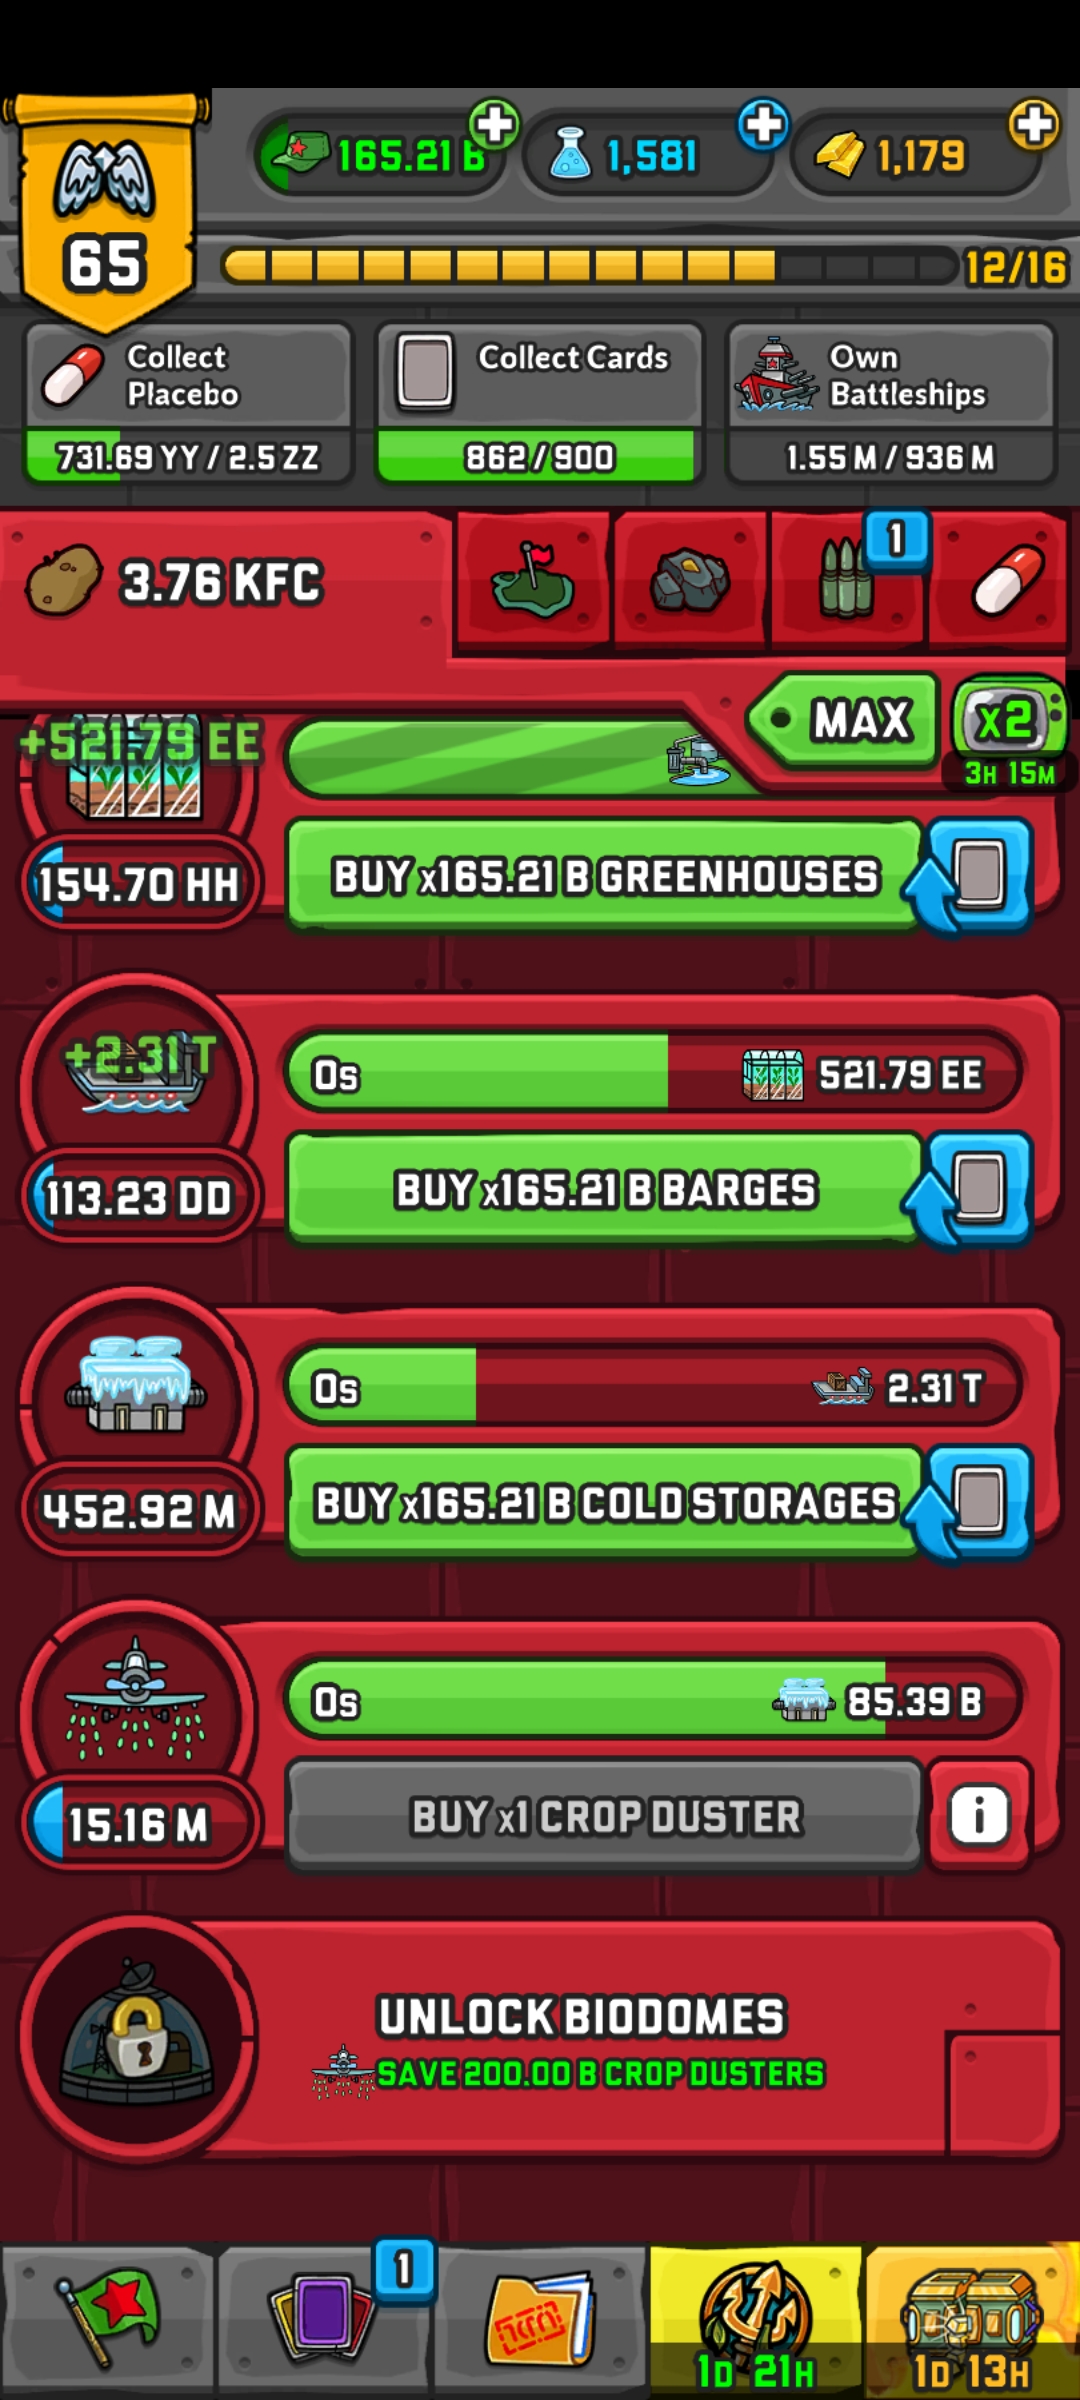 165.21 B
1,581
1,179
65
12/16
Collect
Placebo
731.69 YY / 2.5 ZZ
Collect Cards
862 / 900
Own
Battleships
1.55 M / 936 M
3.76 KFC
1
MAX
x2
3H 15M
+521.79 EE
154.70 HH
BUY x165.21 B GREENHOUSES
+2.31 T
0s
521.79 EE
113.23 DD
BUY x165.21 B BARGES
0s
2.31 T
452.92 M
BUY x165.21 B COLD STORAGES
0s
85.39 B
15.16 M
BUY x1 CROP DUSTER
i
UNLOCK BIODOMES
SAVE 200.00 B CROP DUSTERS
1
1D 21H
1D 13H